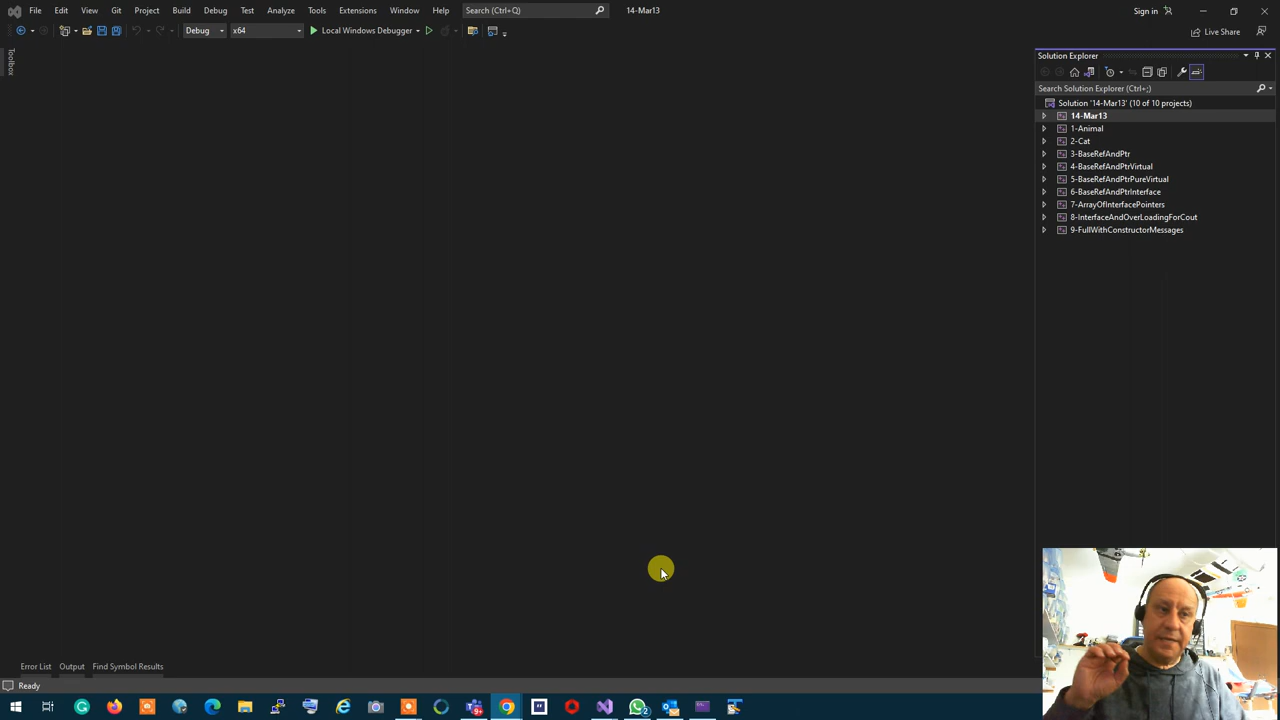 File Edit View Git Project Build Debug Test Analyze Tools Extensions Window Help Search (Ctrl+Q) 14-Mar13 Sign in
Debug x64 Local Windows Debugger Live Share
Toolbox
Solution Explorer
Search Solution Explorer (Ctrl+;)
Solution '14-Mar13' (10 of 10 projects)
14-Mar13
1-Animal
2-Cat
3-BaseRefAndPtr
4-BaseRefAndPtrVirtual
5-BaseRefAndPtrPureVirtual
6-BaseRefAndPtrInterface
7-ArrayOfInterfacePointers
8-InterfaceAndOverLoadingForCout
9-FullWithConstructorMessages
Error List Output Find Symbol Results
Ready